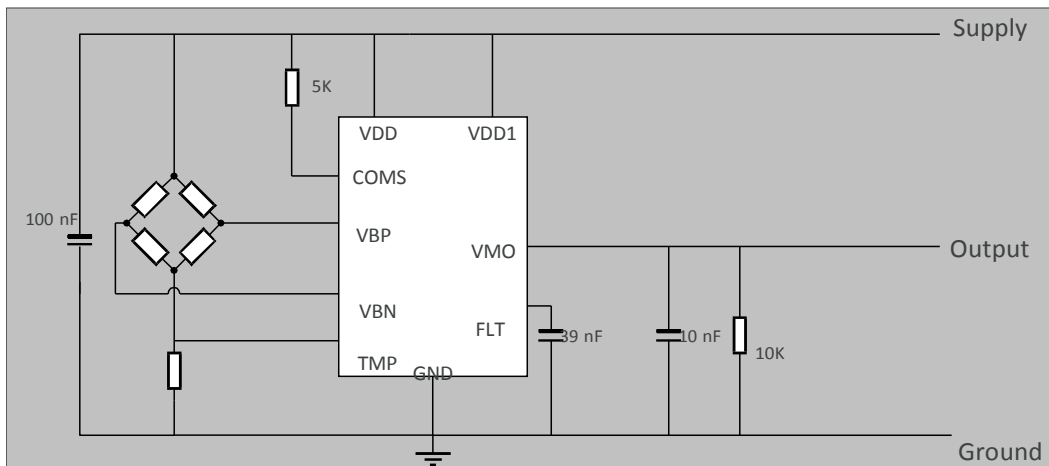 Supply
5K
VDD
VDD1
COMS
100 nF
VBP
VMO
Output
VBN
FLT
39 nF
10 nF
10K
TMP
GND
Ground